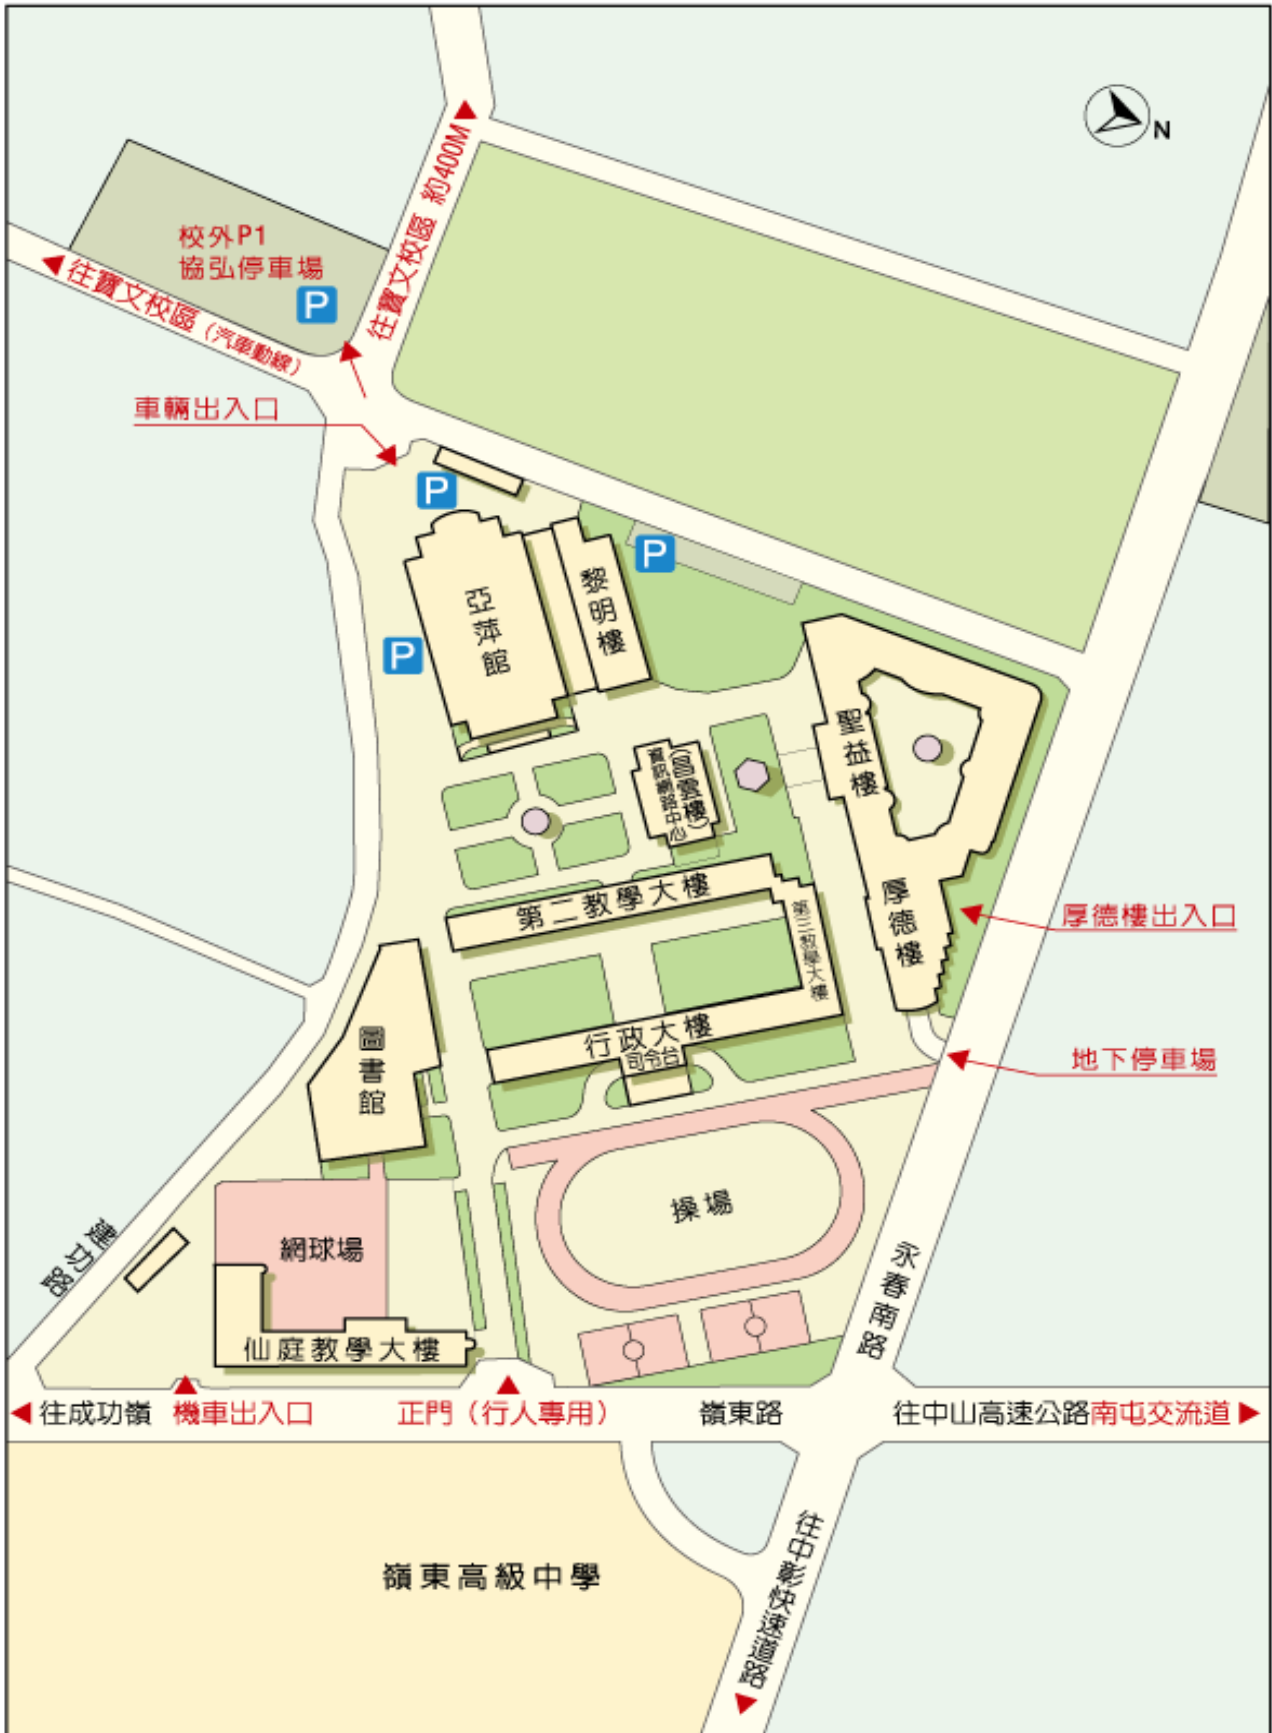 N
往寶文校區 約400M
校外P1
協弘停車場
P
往寶文校區（汽車動線）
車輛出入口
P
P
黎明樓
亞萍館
P
聖益樓
（昌雲樓）
資訊網路中心
第二教學大樓
厚德樓
第三教學大樓
厚德樓出入口
行政大樓
司令台
圖書館
地下停車場
操場
建功路
網球場
永春南路
仙庭教學大樓
往成功嶺
機車出入口
正門（行人專用）
嶺東路
往中山高速公路南屯交流道
嶺東高級中學
往中彰快速道路